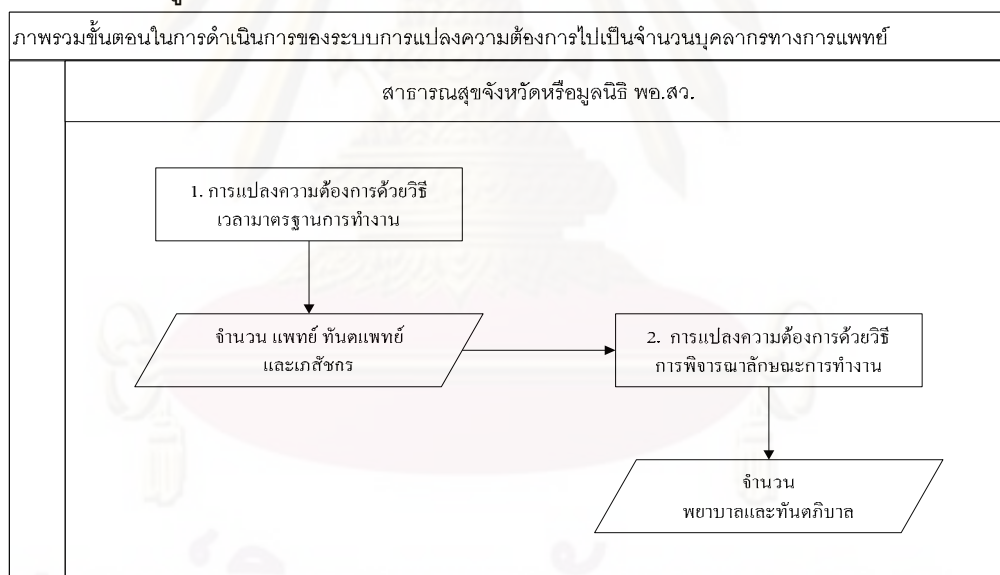 ภาพรวมขั้นตอนในการดำเนินการของระบบการแปลงความต้องการไปเป็นจำนวนบุคลากรทางการแพทย์
สาธารณสุขจังหวัดหรือมูลนิธิ พอ.สว.
1. การแปลงความต้องการด้วยวิธี
เวลามาตรฐานการทำงาน
จำนวน แพทย์ ทันตแพทย์
และเภสัชกร
2. การแปลงความต้องการด้วยวิธี
การพิจารณาลักษณะการทำงาน
จำนวน
พยาบาลและทันตภิบาล